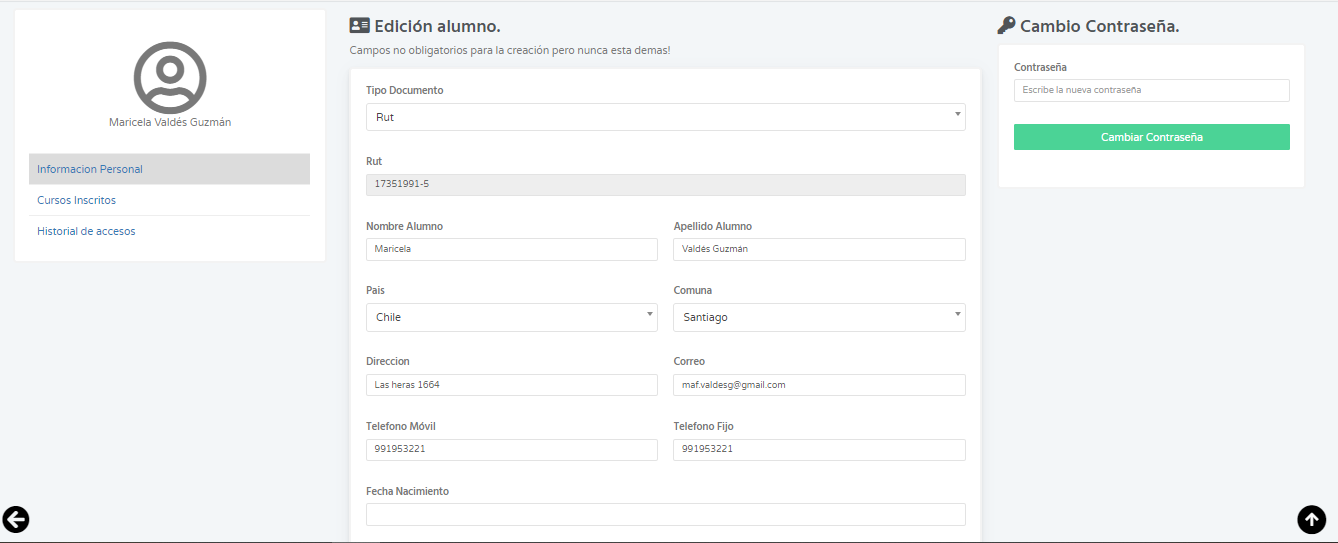 Maricela Valdés Guzmán
Informacion Personal
Cursos Inscritos
Historial de accesos
Edición alumno.
Campos no obligatorios para la creación pero nunca esta demas!
Tipo Documento
Rut
Rut
17351991-5
Nombre Alumno
Apellido Alumno
Maricela
Valdés Guzmán
Pais
Comuna
Chile
Santiago
Direccion
Correo
Las heras 1664
maf.valdesg@gmail.com
Telefono Móvil
Telefono Fijo
991953221
991953221
Fecha Nacimiento
Cambio Contraseña.
Contraseña
Escribe la nueva contraseña
Cambiar Contraseña